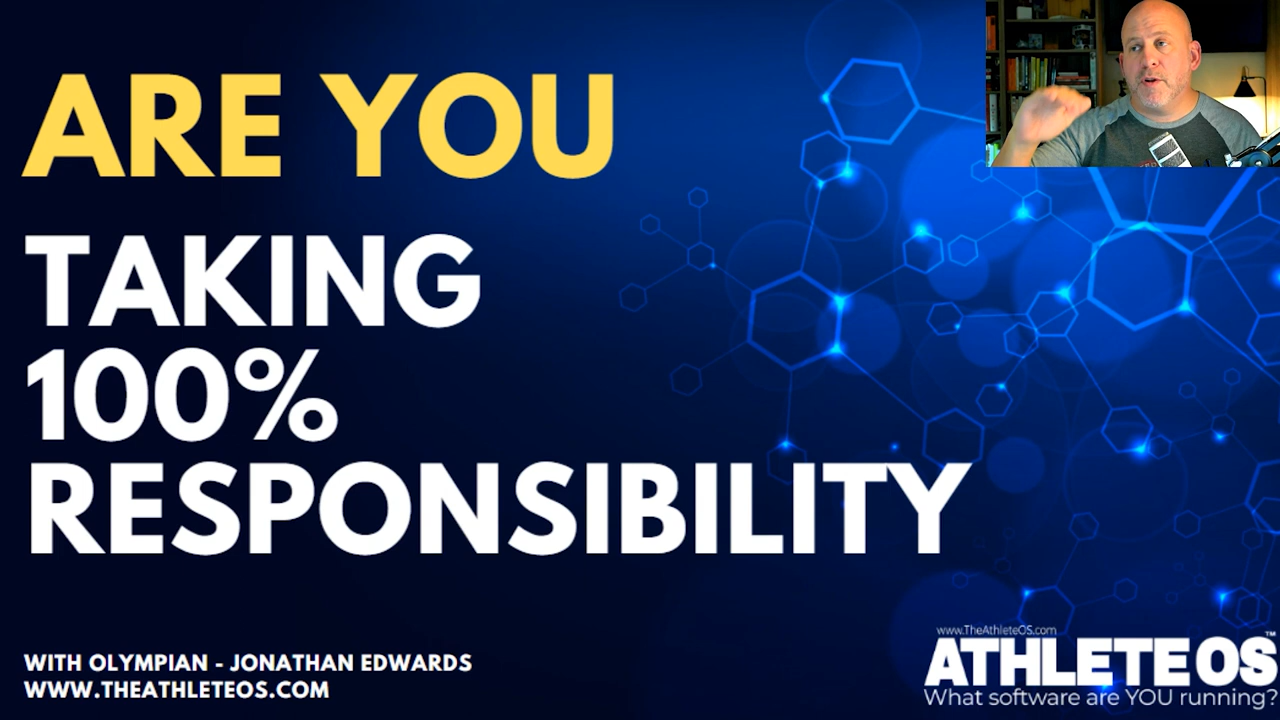 ARE YOU
TAKING
100%
RESPONSIBILITY
WITH OLYMPIAN - JONATHAN EDWARDS
WWW.THEATHLETEOS.COM
www.TheAthleteOS.com
ATHLETE OS™
What software are YOU running?